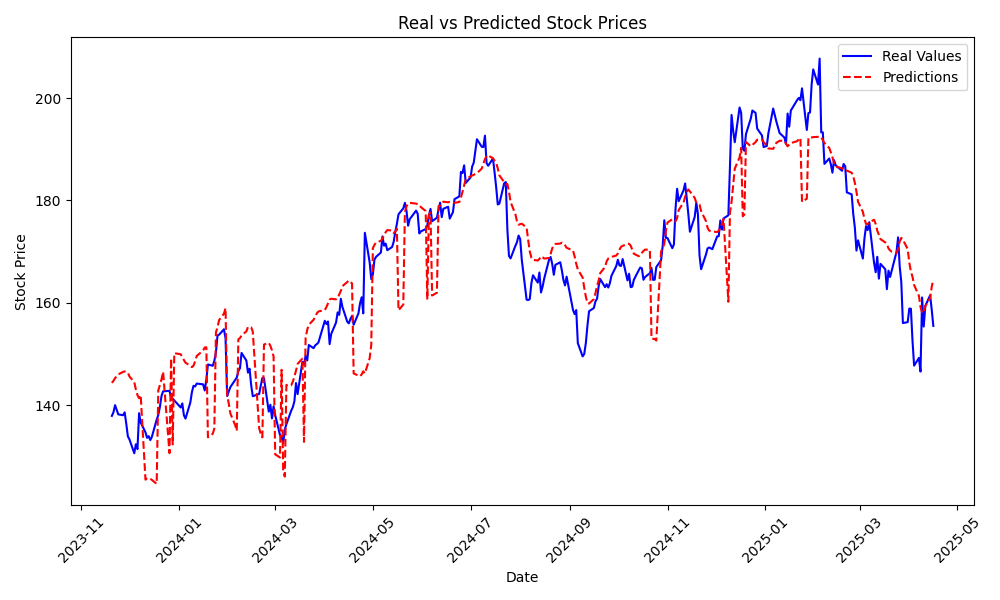 Real vs Predicted Stock Prices
Real Values
Predictions
Stock Price
200
180
160
140
2023-11
2024-01
2024-03
2024-05
2024-07
2024-09
2024-11
2025-01
2025-03
2025-05
Date